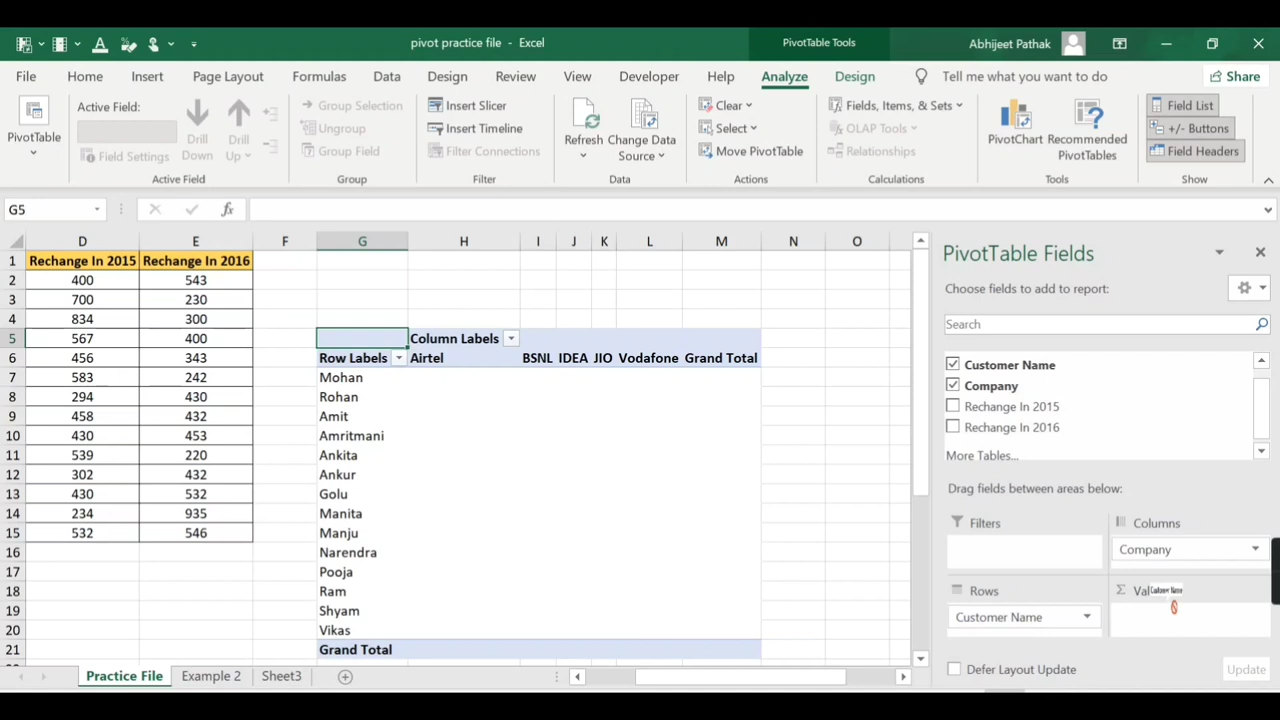 pivot practice file - Excel
PivotTable Tools
Abhijeet Pathak
File Home Insert Page Layout Formulas Data Design Review View Developer Help Analyze Design Tell me what you want to do Share
PivotTable
Active Field:
Field Settings
Drill Down
Drill Up
Active Field
Group Selection
Ungroup
Group Field
Group
Insert Slicer
Insert Timeline
Filter Connections
Filter
Refresh
Change Data Source
Data
Clear
Select
Move PivotTable
Actions
Fields, Items, & Sets
OLAP Tools
Relationships
Calculations
PivotChart
Recommended PivotTables
Tools
Field List
+/- Buttons
Field Headers
Show
G5
fx
D E F G H I J K L M N O
1 Rechange In 2015 Rechange In 2016
2 400 543
3 700 230
4 834 300
5 567 400 Column Labels
6 456 343 Row Labels Airtel BSNL IDEA JIO Vodafone Grand Total
7 583 242 Mohan
8 294 430 Rohan
9 458 432 Amit
10 430 453 Amritmani
11 539 220 Ankita
12 302 432 Ankur
13 430 532 Golu
14 234 935 Manita
15 532 546 Manju
16 Narendra
17 Pooja
18 Ram
19 Shyam
20 Vikas
21 Grand Total
Practice File Example 2 Sheet3
PivotTable Fields
Choose fields to add to report:
Search
Customer Name
Company
Rechange In 2015
Rechange In 2016
More Tables...
Drag fields between areas below:
Filters
Columns
Company
Rows
Σ Val
Customer Name
Customer Name
Defer Layout Update
Update